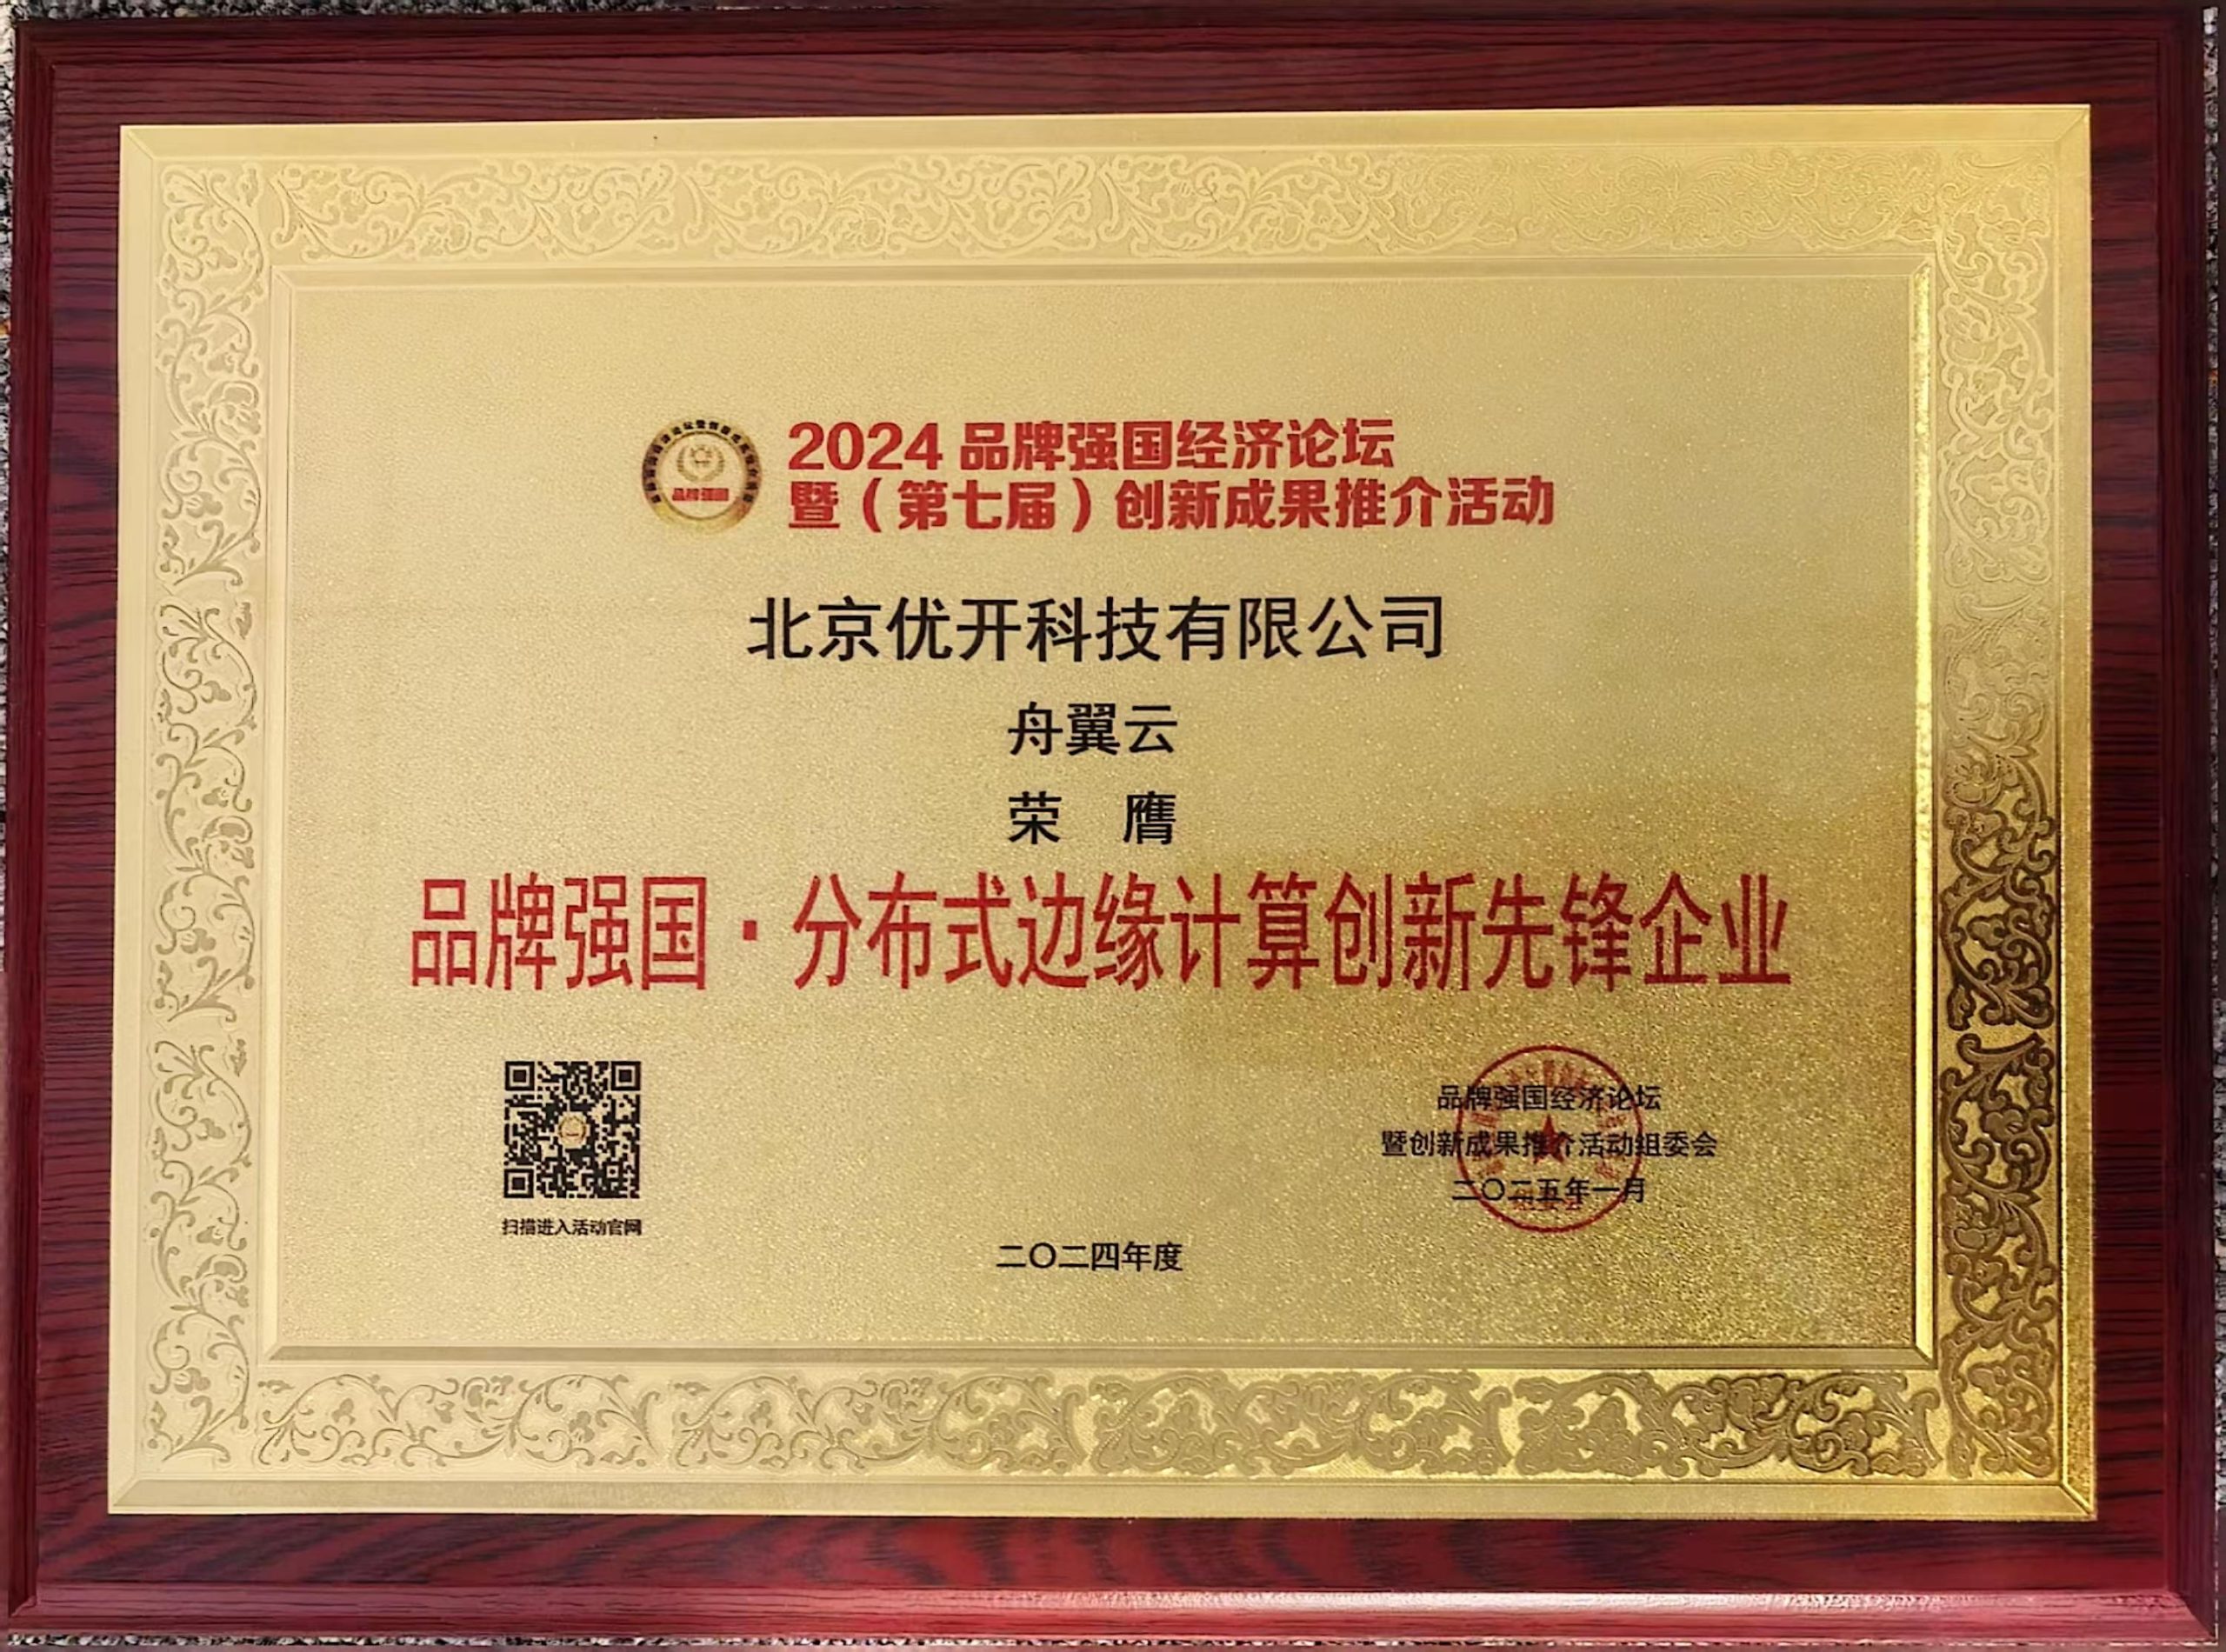 2024 品牌强国经济论坛
暨（第七届）创新成果推介活动
品牌强国
北京优开科技有限公司
舟翼云
荣 膺
品牌强国·分布式边缘计算创新先锋企业
扫描进入活动官网
品牌强国经济论坛
暨创新成果推介活动组委会
二〇二五年一月
二〇二四年度